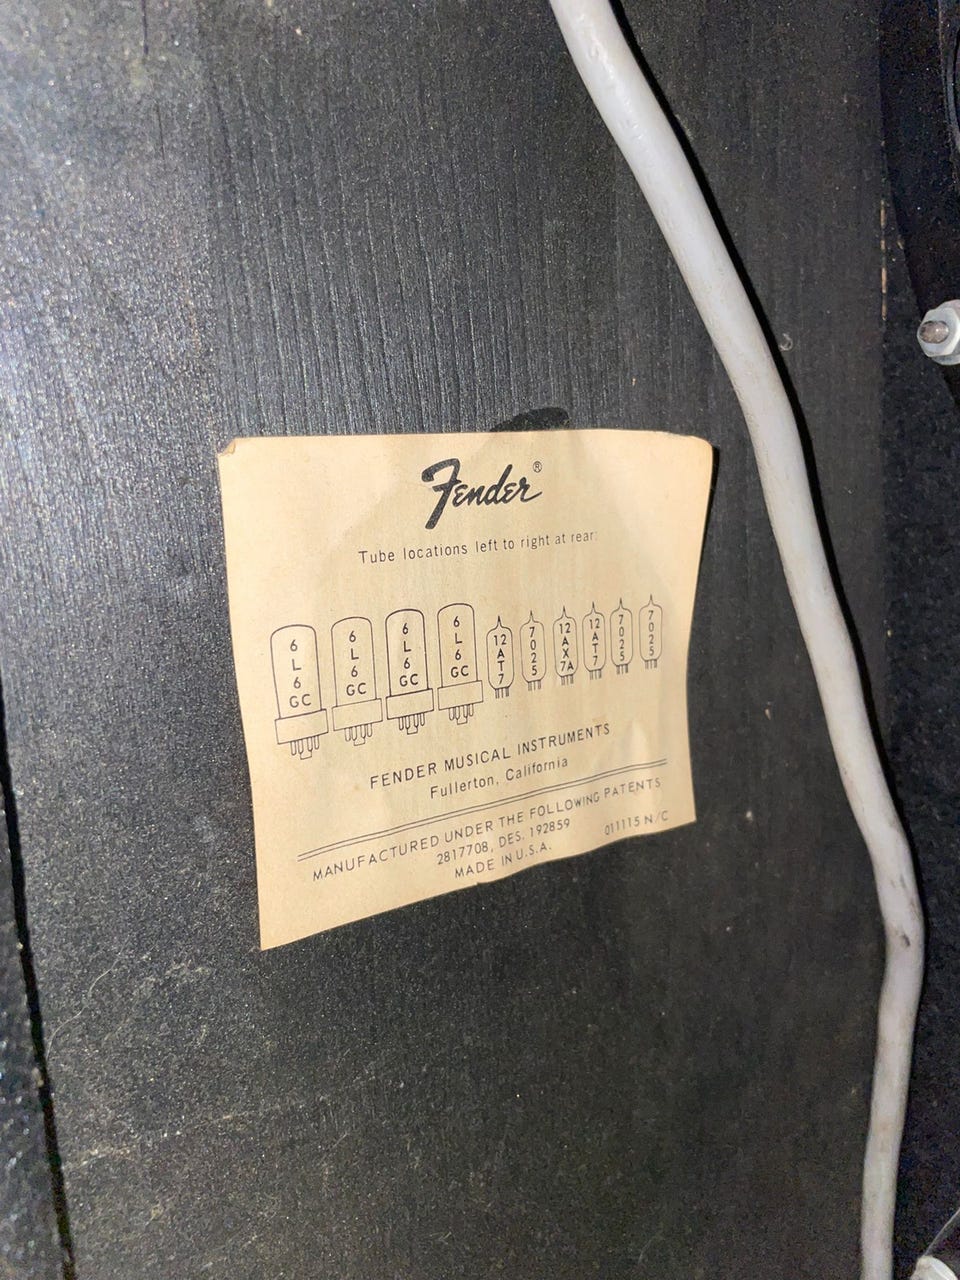 Fender®
Tube locations left to right at rear:
6L6GC 6L6GC 6L6GC 6L6GC 12AT7 7025 12AX7A 12AT7 7025 7025
FENDER MUSICAL INSTRUMENTS
Fullerton, California
MANUFACTURED UNDER THE FOLLOWING PATENTS
2817708, DES. 192859 011115 N/C
MADE IN U.S.A.